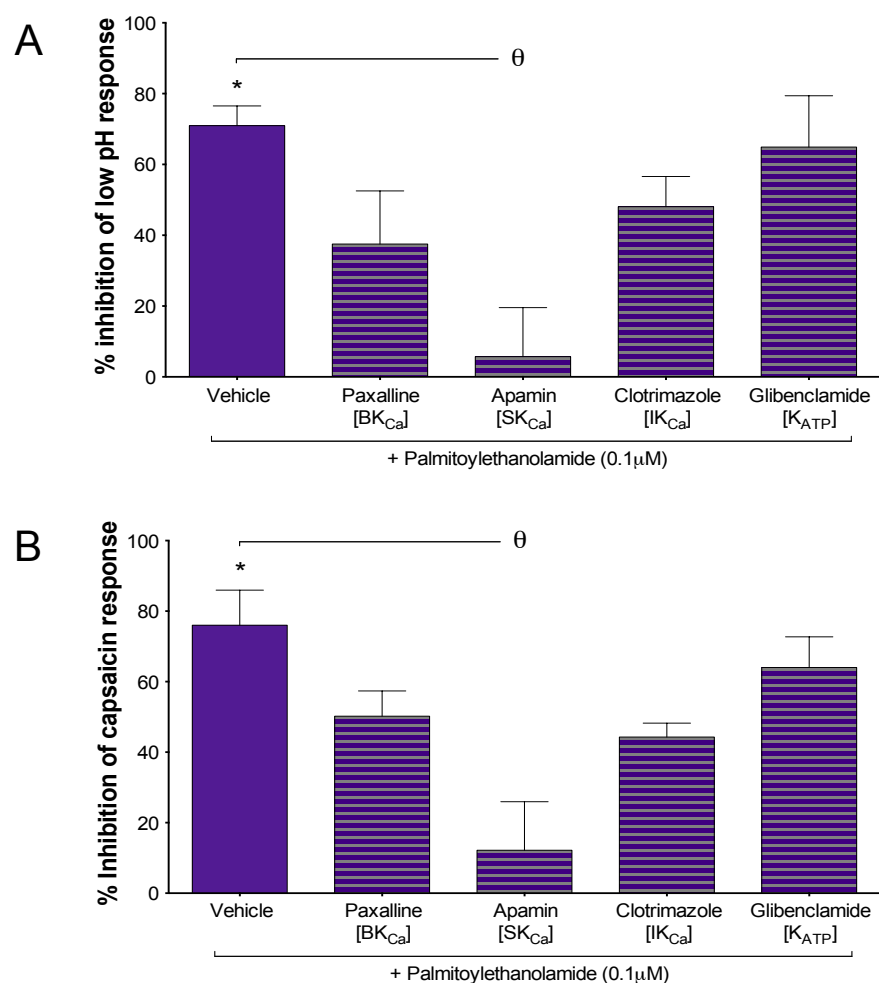 A
% inhibition of low pH response
100
80
60
40
20
0
θ
*
Vehicle
Paxalline
[BKCa]
Apamin
[SKCa]
Clotrimazole
[IKCa]
Glibenclamide
[KATP]
+ Palmitoylethanolamide (0.1μM)
B
% Inhibition of capsaicin response
100
80
60
40
20
0
θ
*
Vehicle
Paxalline
[BKCa]
Apamin
[SKCa]
Clotrimazole
[IKCa]
Glibenclamide
[KATP]
+ Palmitoylethanolamide (0.1μM)